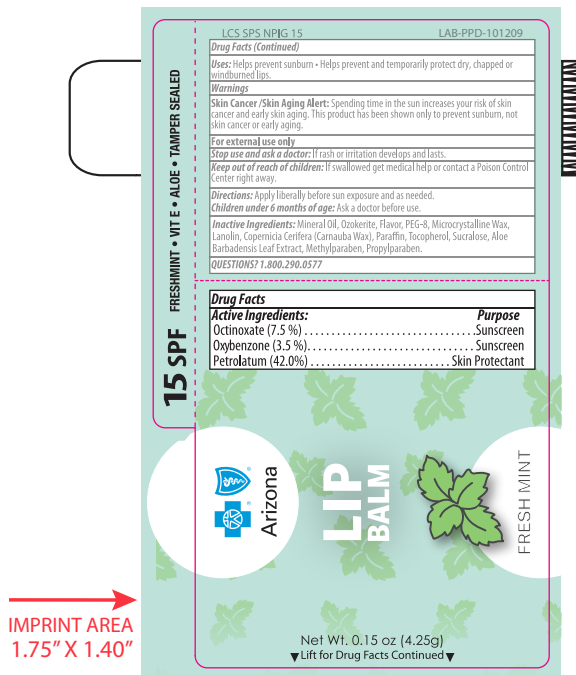 LCS SPS NPIG 15 LAB-PPD-101209
Drug Facts (Continued)
Uses: Helps prevent sunburn • Helps prevent and temporarily protect dry, chapped or
windburned lips.
Warnings
Skin Cancer /Skin Aging Alert: Spending time in the sun increases your risk of skin
cancer and early skin aging. This product has been shown only to prevent sunburn, not
skin cancer or early aging.
For external use only
Stop use and ask a doctor: If rash or irritation develops and lasts.
Keep out of reach of children: If swallowed get medical help or contact a Poison Control
Center right away.
Directions: Apply liberally before sun exposure and as needed.
Children under 6 months of age: Ask a doctor before use.
Inactive Ingredients: Mineral Oil, Ozokerite, Flavor, PEG-8, Microcrystalline Wax,
Lanolin, Copernicia Cerifera (Carnauba Wax), Paraffin, Tocopherol, Sucralose, Aloe
Barbadensis Leaf Extract, Methylparaben, Propylparaben.
QUESTIONS? 1.800.290.0577
15 SPF FRESHMINT • VIT E • ALOE • TAMPER SEALED
Drug Facts
Active Ingredients: Purpose
Octinoxate (7.5 %) . . . . . . . . . . . . . . . . . . . . . . . . . . . . . . Sunscreen
Oxybenzone (3.5 %). . . . . . . . . . . . . . . . . . . . . . . . . . . . . Sunscreen
Petrolatum (42.0%) . . . . . . . . . . . . . . . . . . . . . . . . . Skin Protectant
Arizona
LIP
BALM
FRESH MINT
IMPRINT AREA
1.75” X 1.40”
Net Wt. 0.15 oz (4.25g)
▼Lift for Drug Facts Continued▼